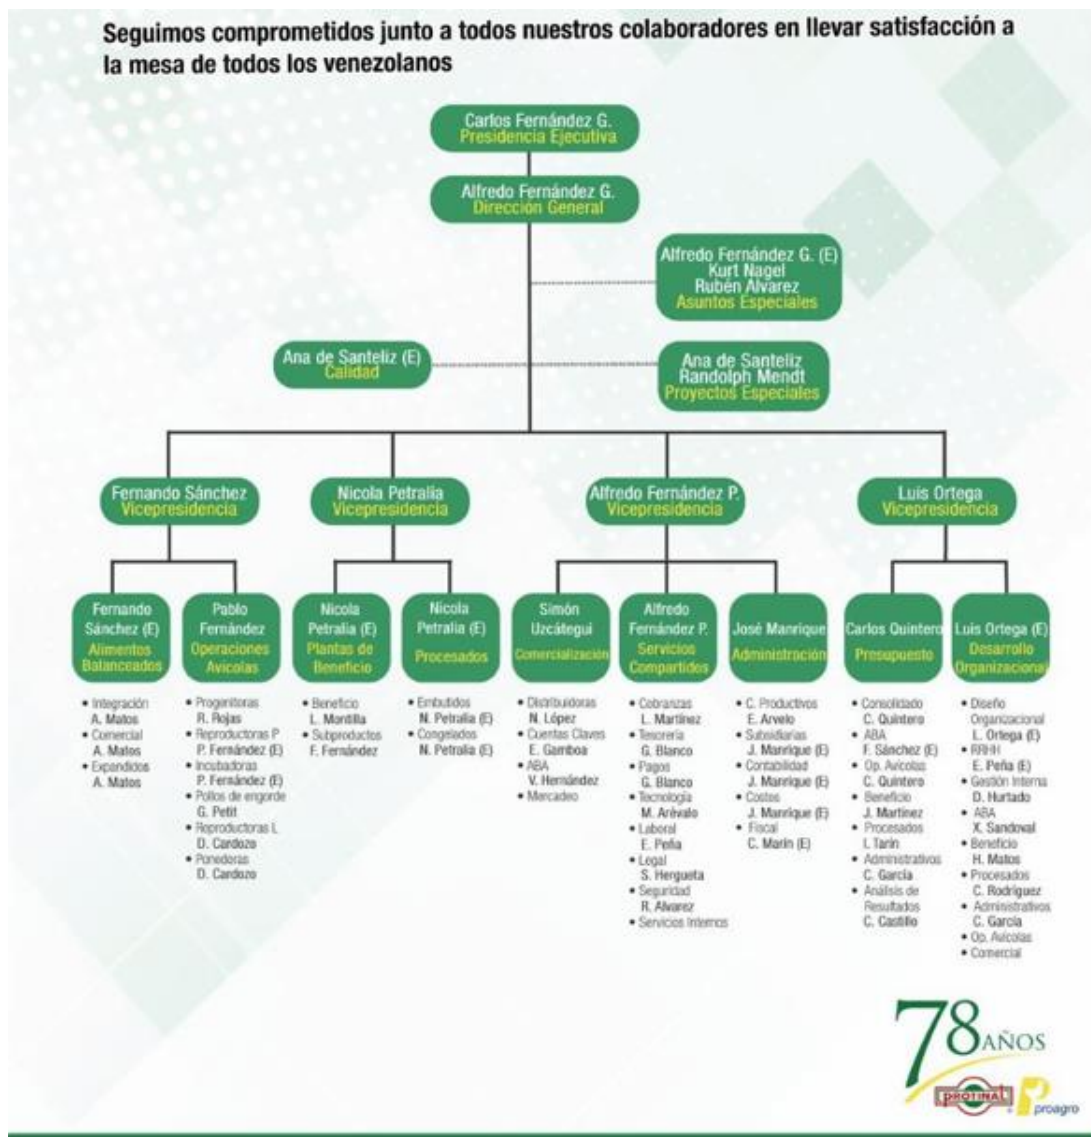 Seguimos comprometidos junto a todos nuestros colaboradores en llevar satisfacción a
la mesa de todos los venezolanos
Carlos Fernández G.
Presidencia Ejecutiva
Alfredo Fernández G.
Dirección General
Alfredo Fernández G. (E)
Kurt Nagel
Rubén Alvarez
Asuntos Especiales
Ana de Santeliz (E)
Calidad
Ana de Santeliz
Randolph Mendt
Proyectos Especiales
Fernando Sánchez
Vicepresidencia
Nicola Petralia
Vicepresidencia
Alfredo Fernández P.
Vicepresidencia
Luis Ortega
Vicepresidencia
Fernando
Sánchez (E)
Alimentos
Balanceados
• Integración
A. Matos
• Comercial
A. Matos
• Expandidos
A. Matos
Pablo
Fernández
Operaciones
Avícolas
• Progenitoras
R. Rojas
• Reproductoras P
P. Fernández (E)
• Incubadoras
P. Fernández (E)
• Pollos de engorde
G. Petit
• Reproductoras L
D. Cardozo
• Ponedoras
D. Cardozo
Nicola
Petralia (E)
Plantas de
Beneficio
• Beneficio
L. Montilla
• Subproductos
F. Fernández
Nicola
Petralia (E)
Procesados
• Embutidos
N. Petralia (E)
• Congelados
N. Petralia (E)
Simón
Uzcátegui
Comercialización
• Distribuidoras
N. López
• Cuentas Claves
E. Gamboa
• ABA
V. Hernández
• Mercadeo
Alfredo
Fernández P.
Servicios
Compartidos
• Cobranzas
L. Martínez
• Tesorería
G. Blanco
• Pagos
G. Blanco
• Tecnología
M. Arévalo
• Laboral
E. Peña
• Legal
S. Hergueta
• Seguridad
R. Alvarez
• Servicios Internos
José Manrique
Administración
• C. Productivos
E. Arvelo
• Subsidiarias
J. Manrique (E)
• Contabilidad
J. Manrique (E)
• Costos
J. Manrique (E)
• Fiscal
C. Marín (E)
Carlos Quintero
Presupuesto
• Consolidado
C. Quintero
• ABA
F. Sánchez (E)
• Op. Avícolas
C. Quintero
• Beneficio
J. Martínez
• Procesados
I. Tarin
• Administrativos
C. García
• Análisis de
Resultados
C. Castillo
Luis Ortega (E)
Desarrollo
Organizacional
• Diseño
Organizacional
L. Ortega (E)
• RRHH
E. Peña (E)
• Gestión Interna
D. Hurtado
• ABA
X. Sandoval
• Beneficio
H. Matos
• Procesados
C. Rodríguez
• Administrativos
C. García
• Op. Avícolas
• Comercial
78 AÑOS
PROTINAL
proagro